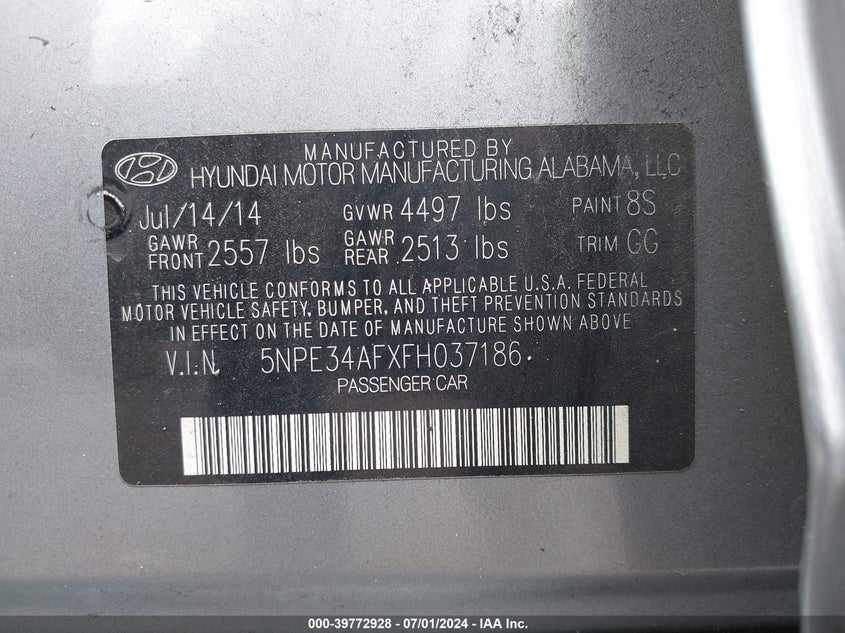 MANUFACTURED BY
HYUNDAI MOTOR MANUFACTURING ALABAMA, LLC
Jul/14/14 GVWR 4497 lbs PAINT 8S
GAWR FRONT 2557 lbs GAWR REAR 2513 lbs TRIM GG
THIS VEHICLE CONFORMS TO ALL APPLICABLE U.S.A. FEDERAL
MOTOR VEHICLE SAFETY, BUMPER, AND THEFT PREVENTION STANDARDS
IN EFFECT ON THE DATE OF MANUFACTURE SHOWN ABOVE
V.I.N. 5NPE34AFXFH037186
PASSENGER CAR
000-39772928 - 07/01/2024 - IAA Inc.